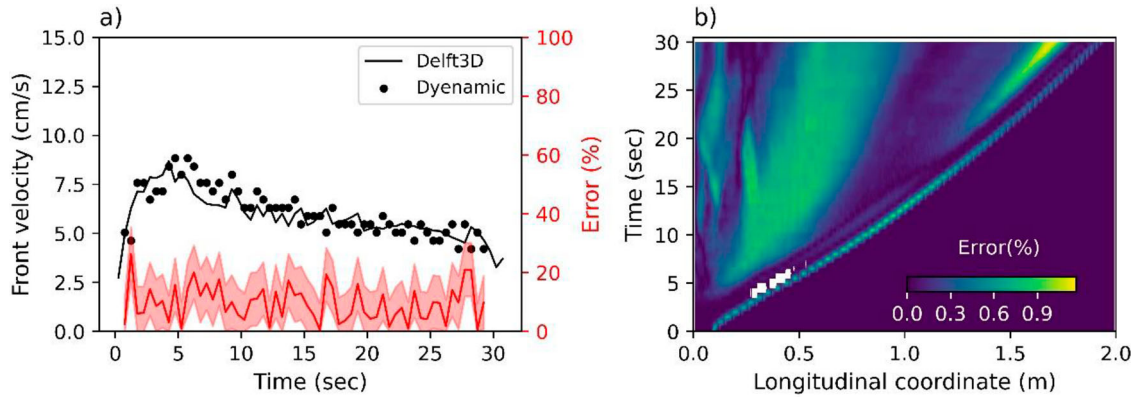 a)
15.0
12.5
10.0
7.5
5.0
2.5
0.0
Front velocity (cm/s)
Delft3D
Dyenamic
100
80
60
40
20
0
Error (%)
0
5
10
15
20
25
30
Time (sec)
b)
30
25
20
15
10
5
0
Time (sec)
Error(%)
0.0 0.3 0.6 0.9
0.0
0.5
1.0
1.5
2.0
Longitudinal coordinate (m)